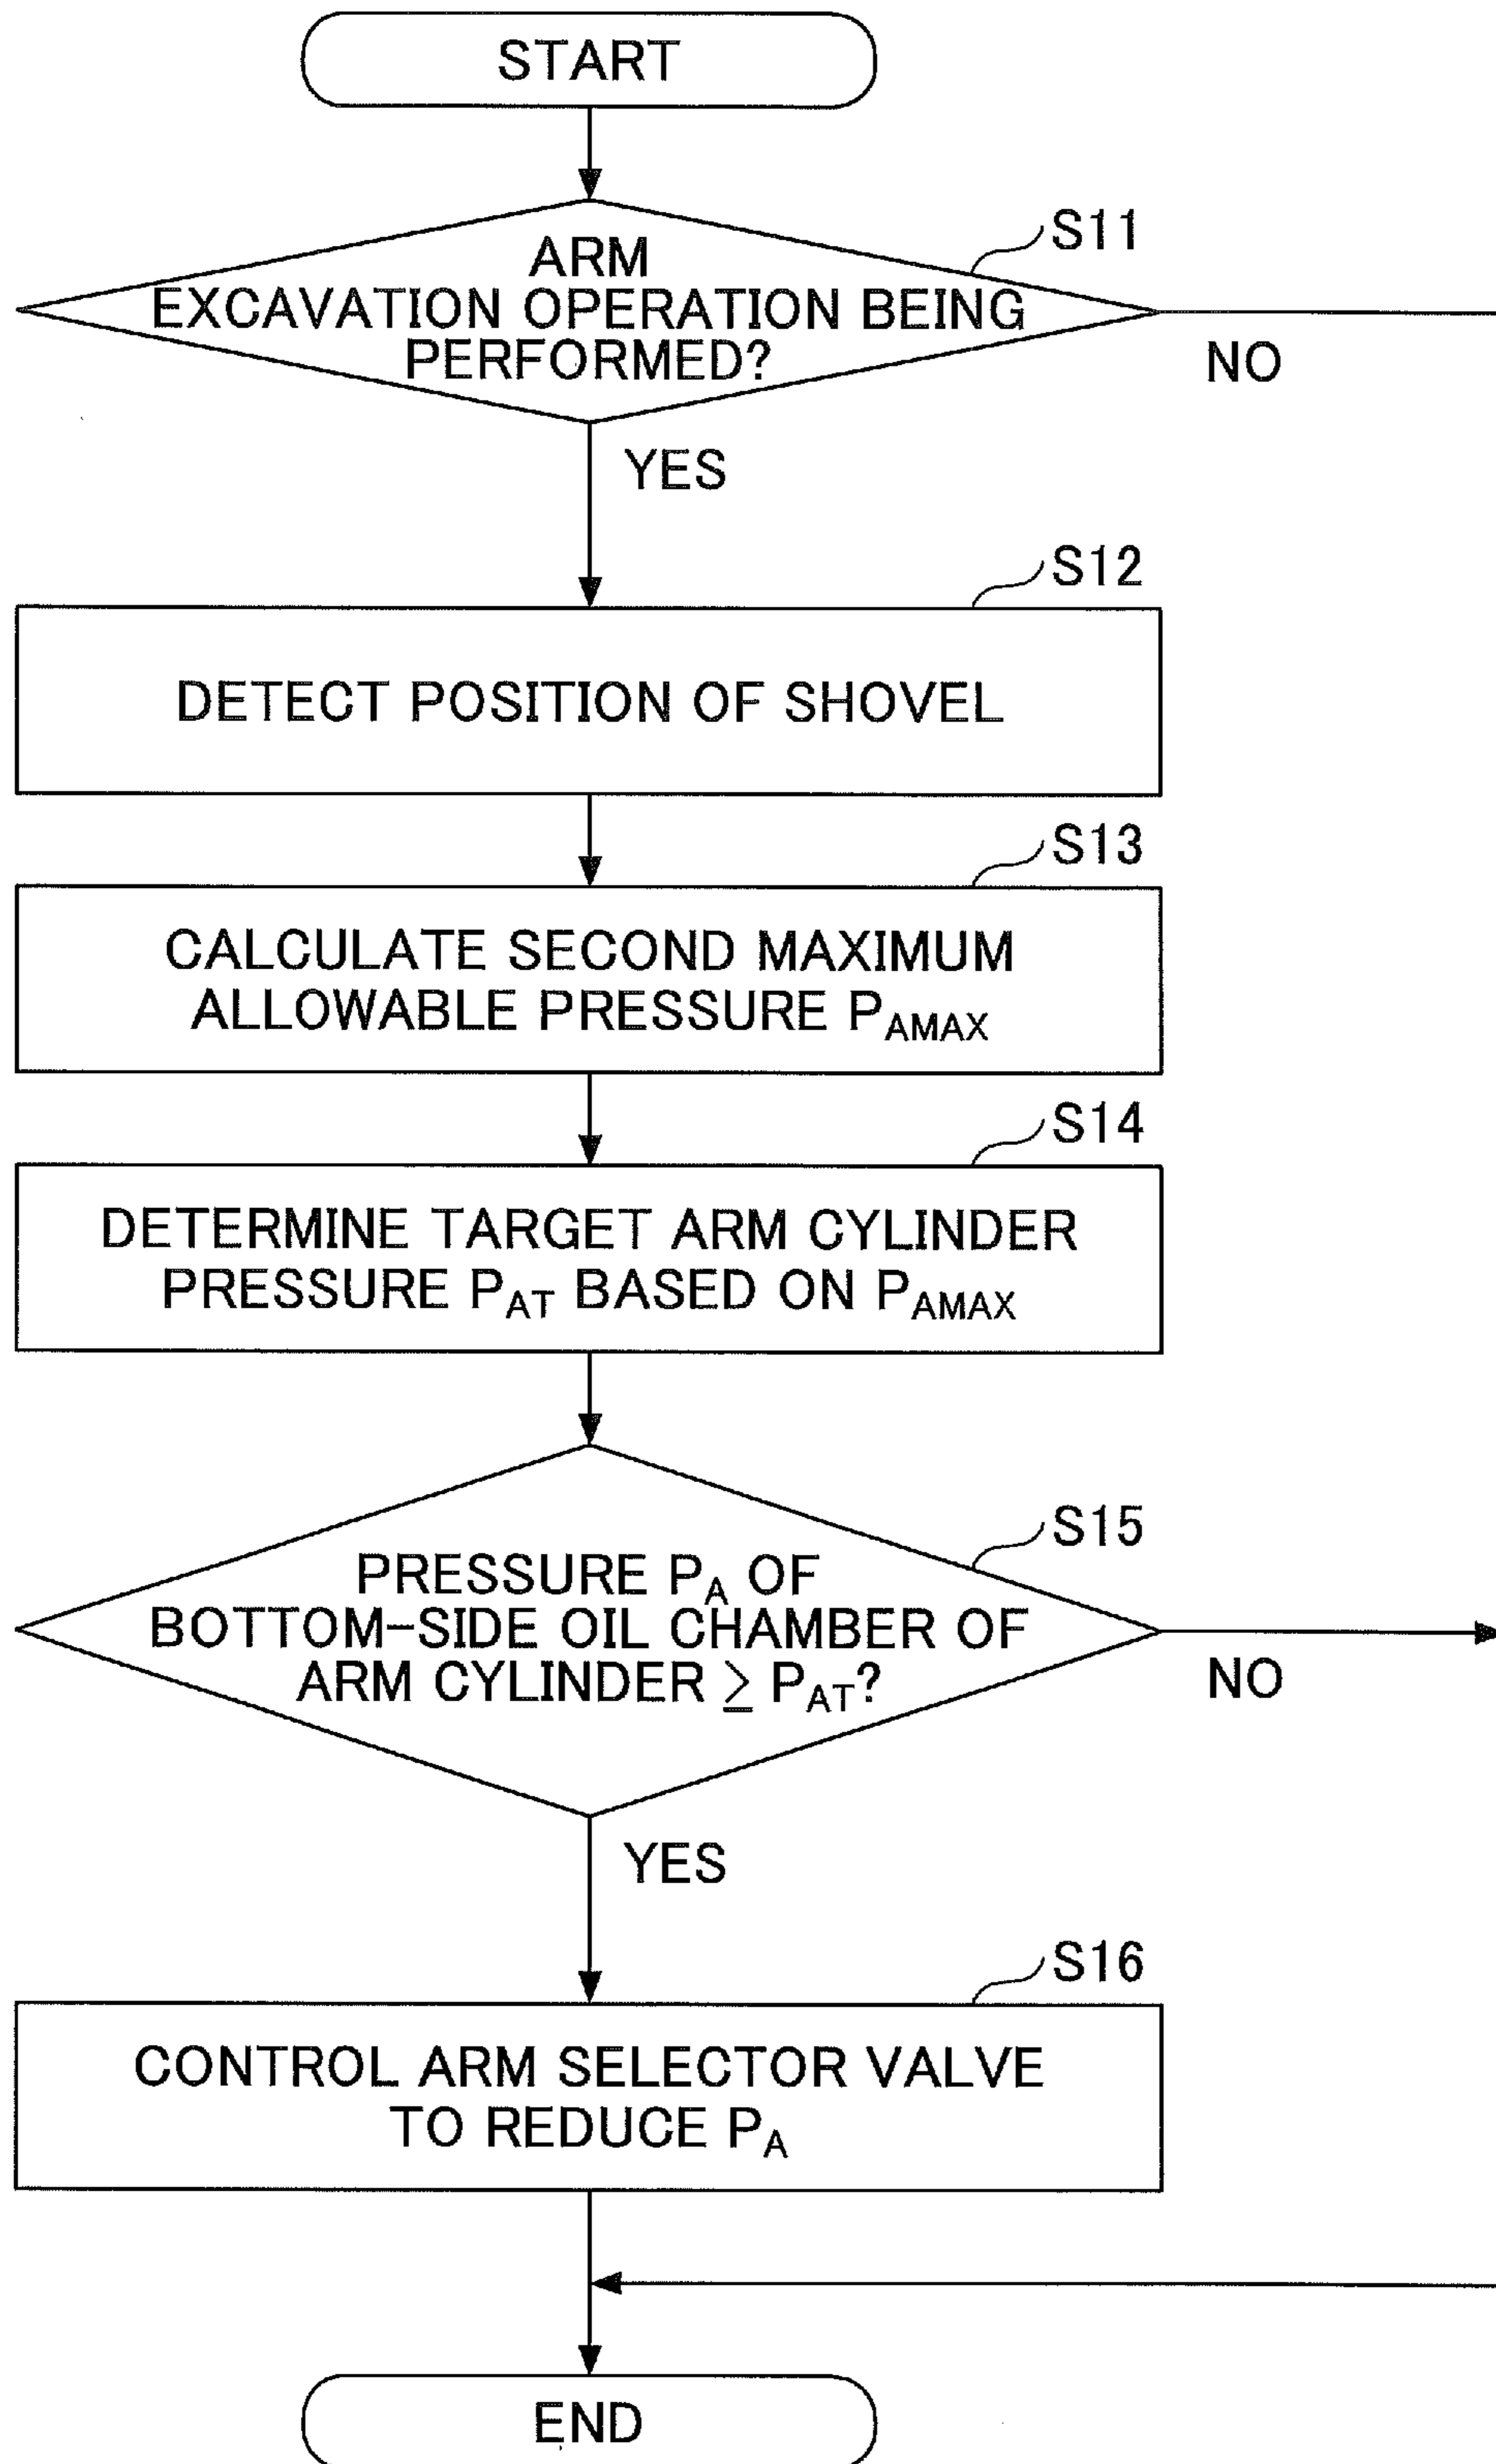 START
S11
ARM
EXCAVATION OPERATION BEING
PERFORMED?
NO
YES
S12
DETECT POSITION OF SHOVEL
S13
CALCULATE SECOND MAXIMUM
ALLOWABLE PRESSURE PAMAX
S14
DETERMINE TARGET ARM CYLINDER
PRESSURE PAT BASED ON PAMAX
S15
PRESSURE PA OF
BOTTOM-SIDE OIL CHAMBER OF
ARM CYLINDER ≥ PAT?
NO
YES
S16
CONTROL ARM SELECTOR VALVE
TO REDUCE PA
END